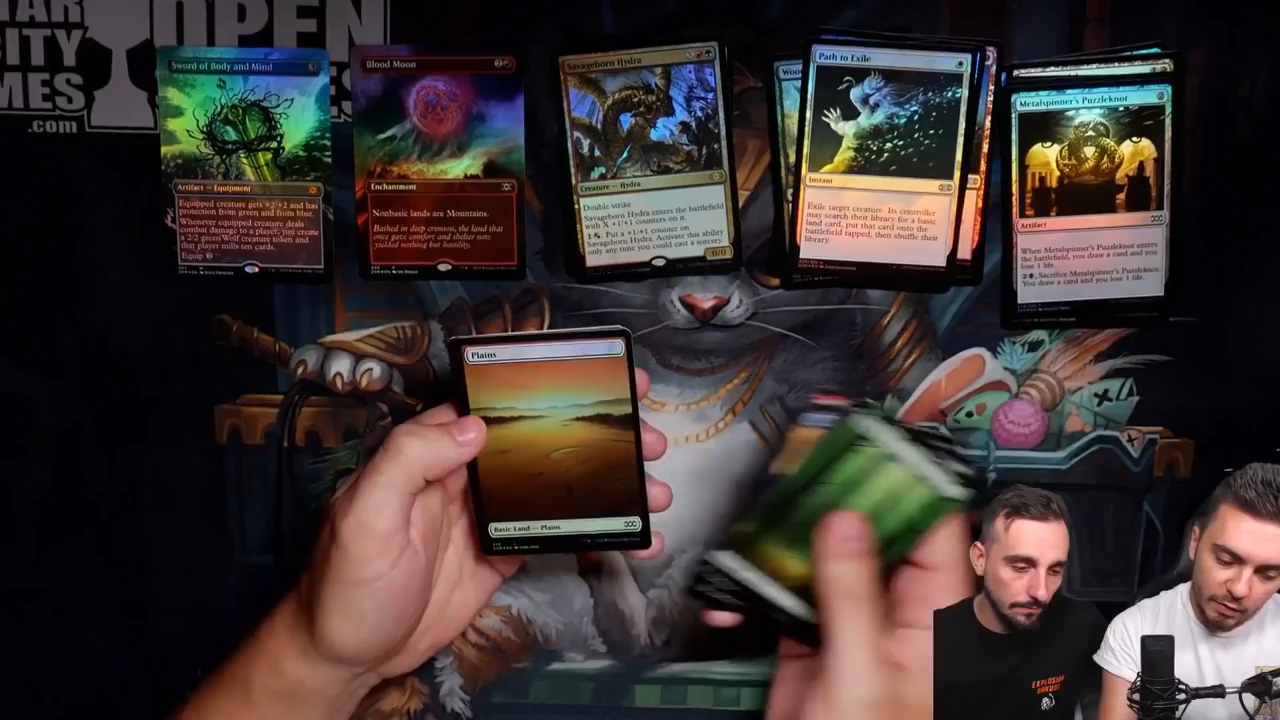 STAR
CITY
GAMES
.com
OPEN
Sword of Body and Mind
Artifact — Equipment
Equipped creature gets +2/+2 and has
protection from green and from blue.
Whenever equipped creature deals
combat damage to a player, you create
a 2/2 green Wolf creature token and
that player mills ten cards.
Equip
Blood Moon
Enchantment
Nonbasic lands are Mountains.
Bathed in deep crimson, the land that
once gave comfort and shelter now
yielded nothing but hostility.
Savageborn Hydra
Creature — Hydra
Double strike
Savageborn Hydra enters the battlefield
with X +1/+1 counters on it.
Put a +1/+1 counter on
Savageborn Hydra. Activate this ability
only any time you could cast a sorcery.
0/0
Path to Exile
Instant
Exile target creature. Its controller
may search their library for a basic
land card, put that card onto the
battlefield tapped, then shuffle their
library.
Metalspinner's Puzzleknot
Artifact
When Metalspinner's Puzzleknot enters
the battlefield, you draw a card and you
lose 1 life.
Sacrifice Metalspinner's Puzzleknot:
You draw a card and you lose 1 life.
Plains
Basic Land — Plains
EXPLOSION